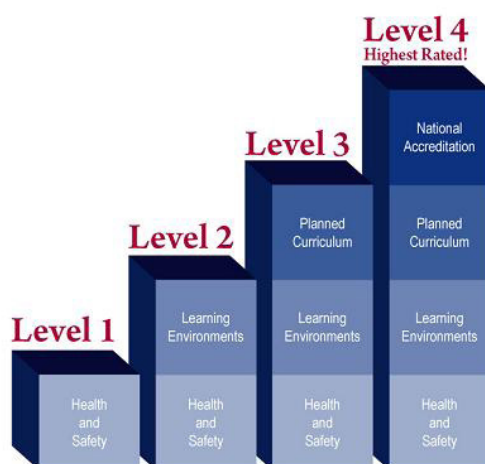 Level 1
Health
and
Safety
Level 2
Learning
Environments
Health
and
Safety
Level 3
Planned
Curriculum
Learning
Environments
Health
and
Safety
Level 4
Highest Rated!
National
Accreditation
Planned
Curriculum
Learning
Environments
Health
and
Safety